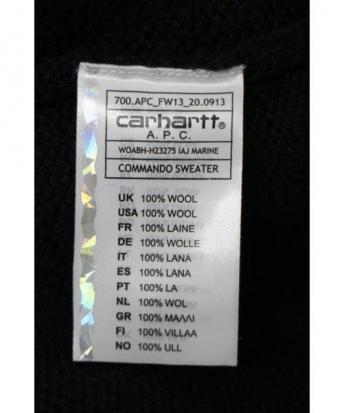 700.APC_FW13_20.0913
carhartt®
A.P.C.
WOABH-H23275 IAJ MARINE
COMMANDO SWEATER
UK 100% WOOL
USA 100% WOOL
FR 100% LAINE
DE 100% WOLLE
IT 100% LANA
ES 100% LANA
PT 100% LA
NL 100% WOL
GR 100% ΜΑΛΛΙ
FI 100% VILLAA
NO 100% ULL